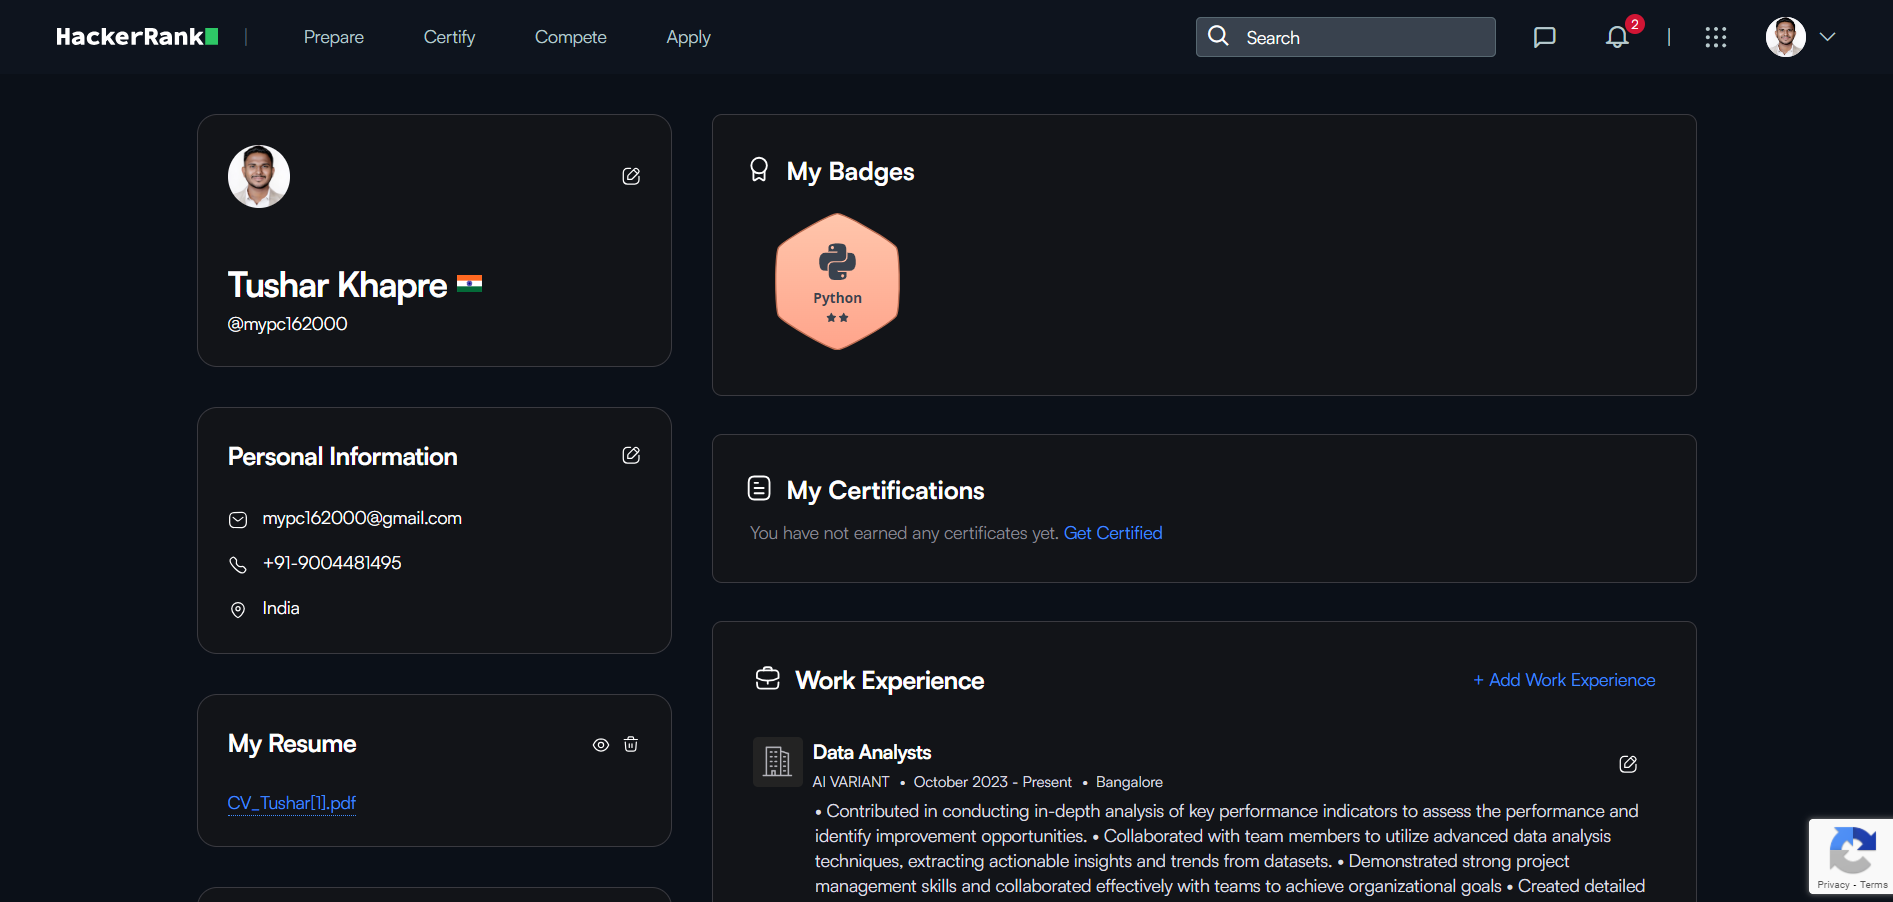 HackerRank
Prepare
Certify
Compete
Apply
Search
2
Tushar Khapre
@mypc162000
Personal Information
mypc162000@gmail.com
+91-9004481495
India
My Resume
CV_Tushar[1].pdf
My Badges
Python
My Certifications
You have not earned any certificates yet. Get Certified
Work Experience
+ Add Work Experience
Data Analysts
AI VARIANT • October 2023 - Present • Bangalore
• Contributed in conducting in-depth analysis of key performance indicators to assess the performance and
identify improvement opportunities. • Collaborated with team members to utilize advanced data analysis
techniques, extracting actionable insights and trends from datasets. • Demonstrated strong project
management skills and collaborated effectively with teams to achieve organizational goals • Created detailed
Privacy - Terms